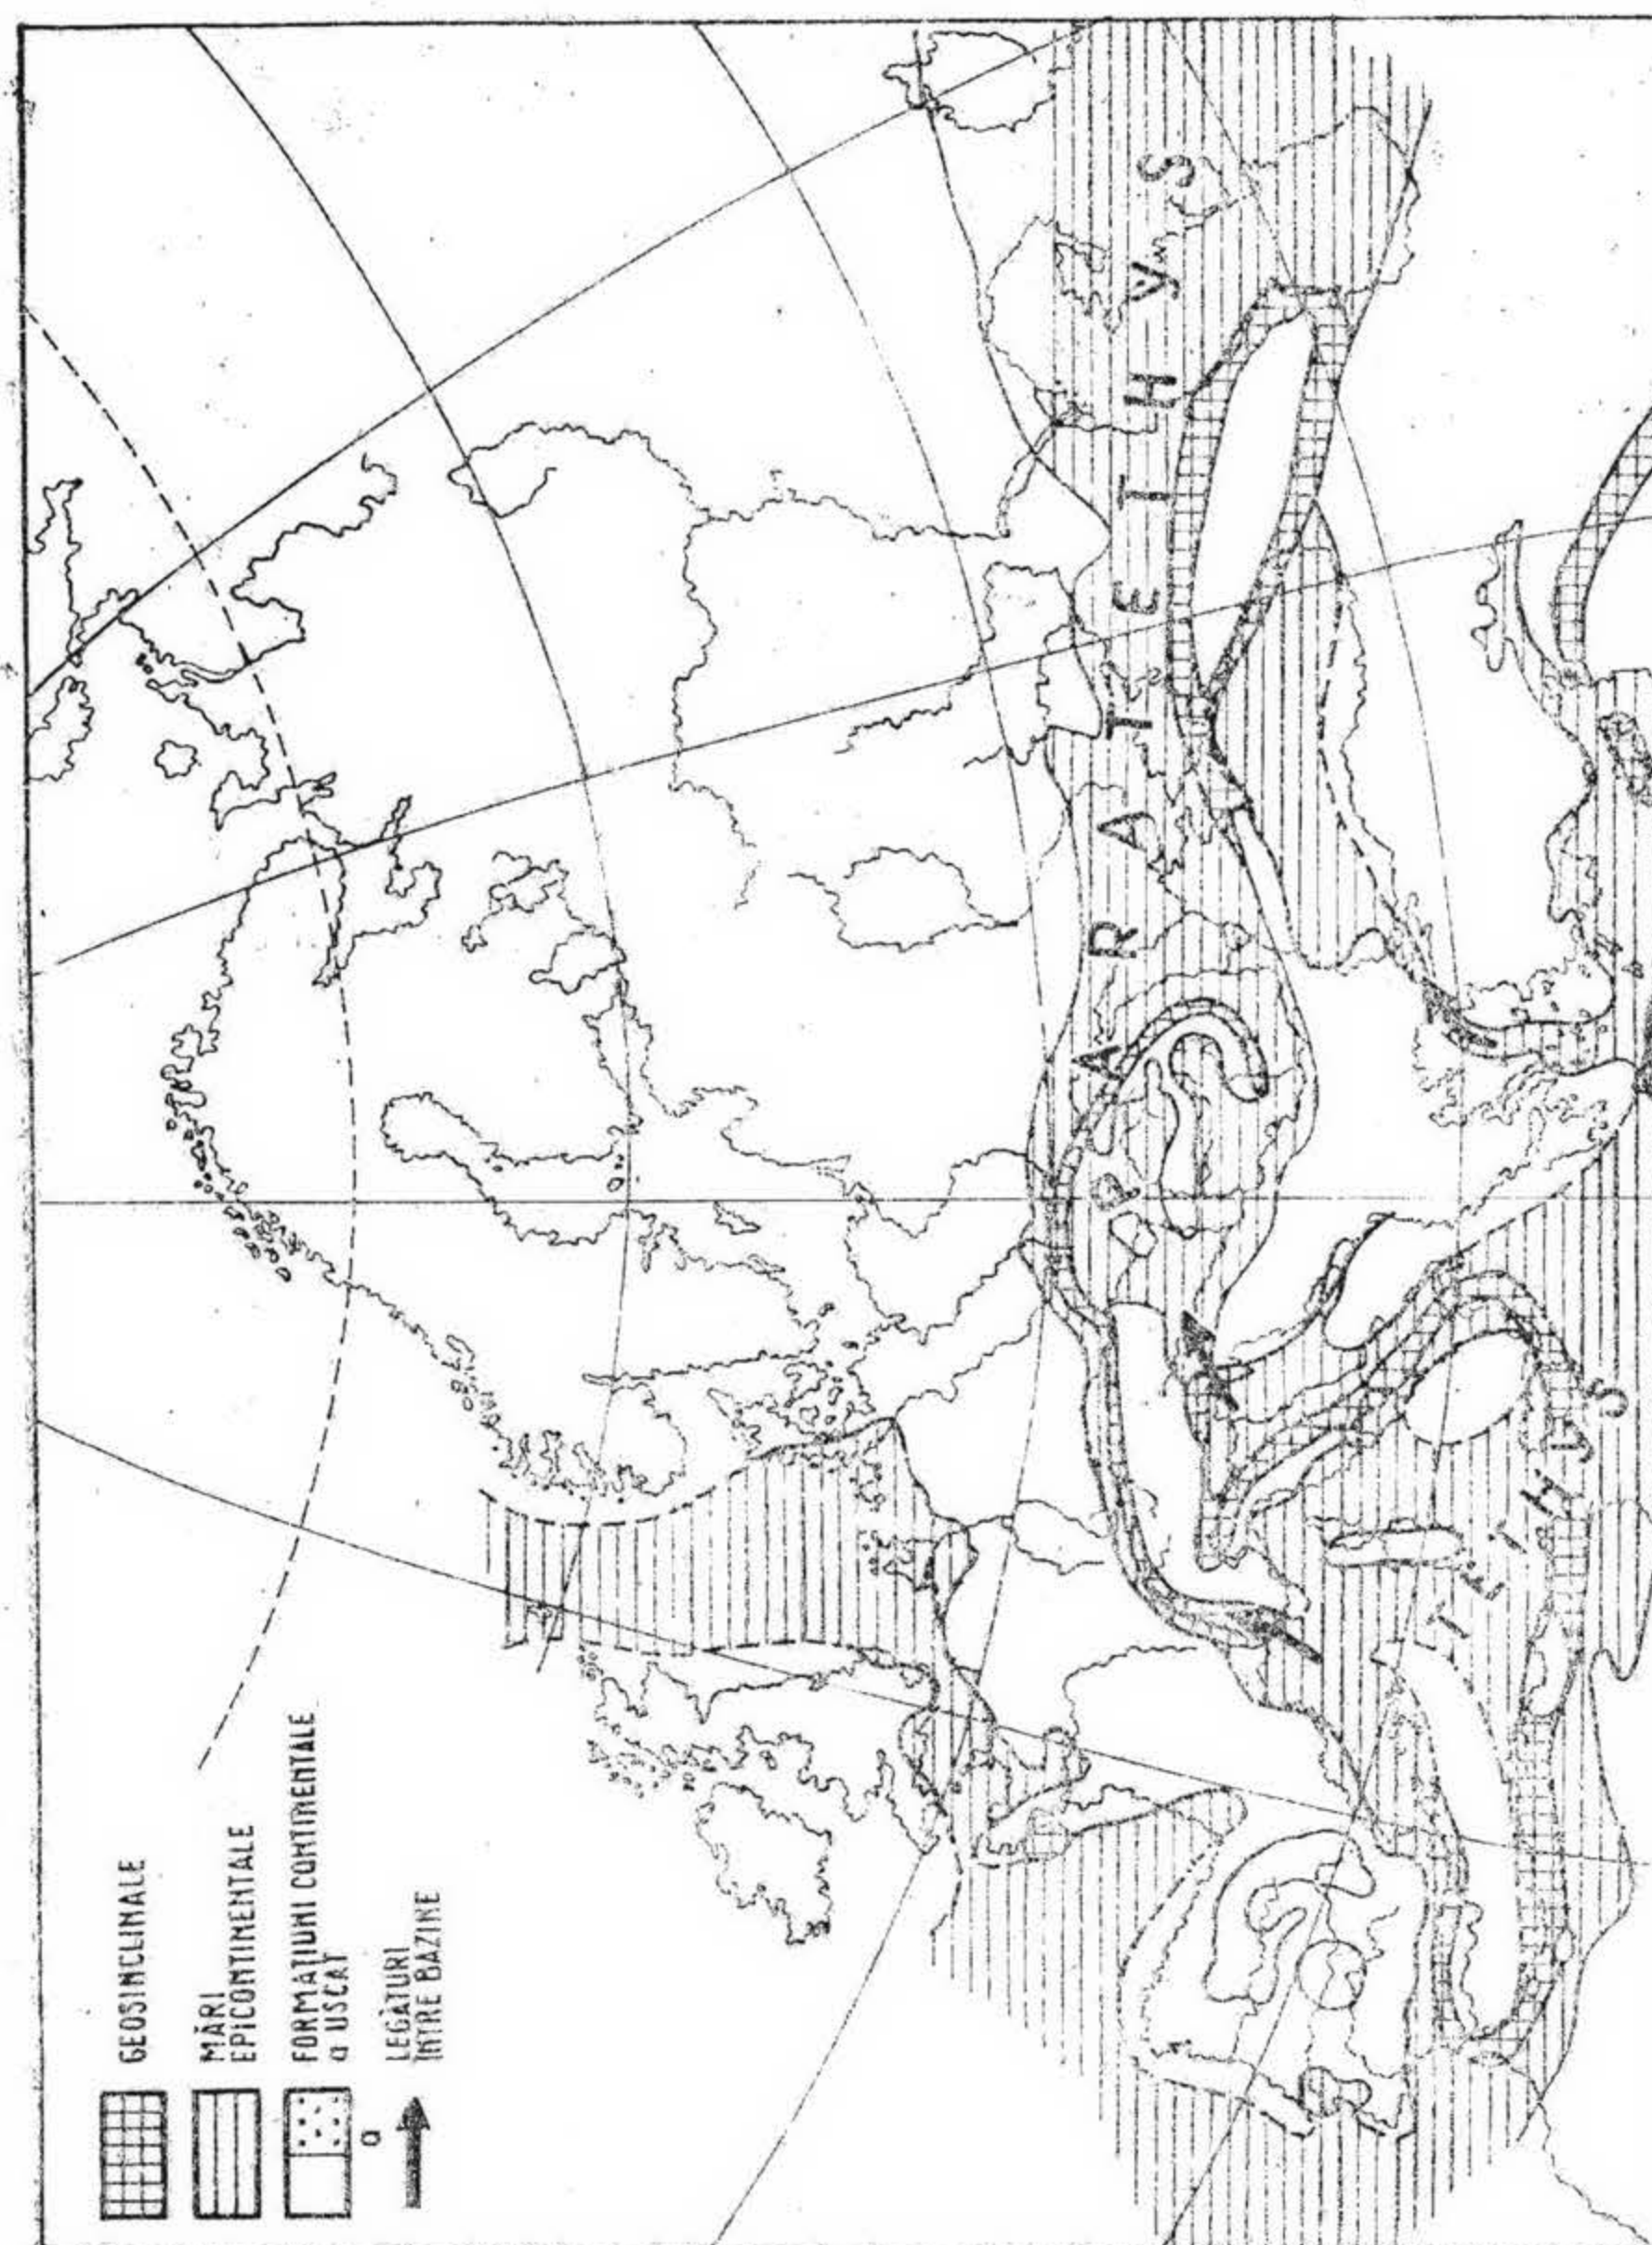 PARATETHYS
TETHYS
GEOSINCLINALE
MĂRI
EPICONTINENTALE
FORMAȚIUNI CONTINENTALE
a USCAT
a
LEGĂTURI
ÎNTRE BAZINE